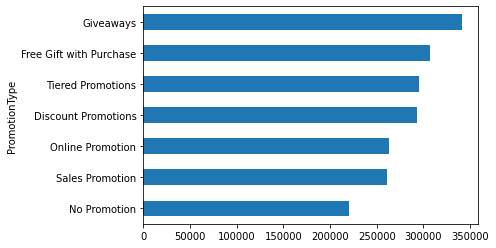 Giveaways
Free Gift with Purchase
Tiered Promotions
Discount Promotions
Online Promotion
Sales Promotion
No Promotion
PromotionType
0 50000 100000 150000 200000 250000 300000 350000